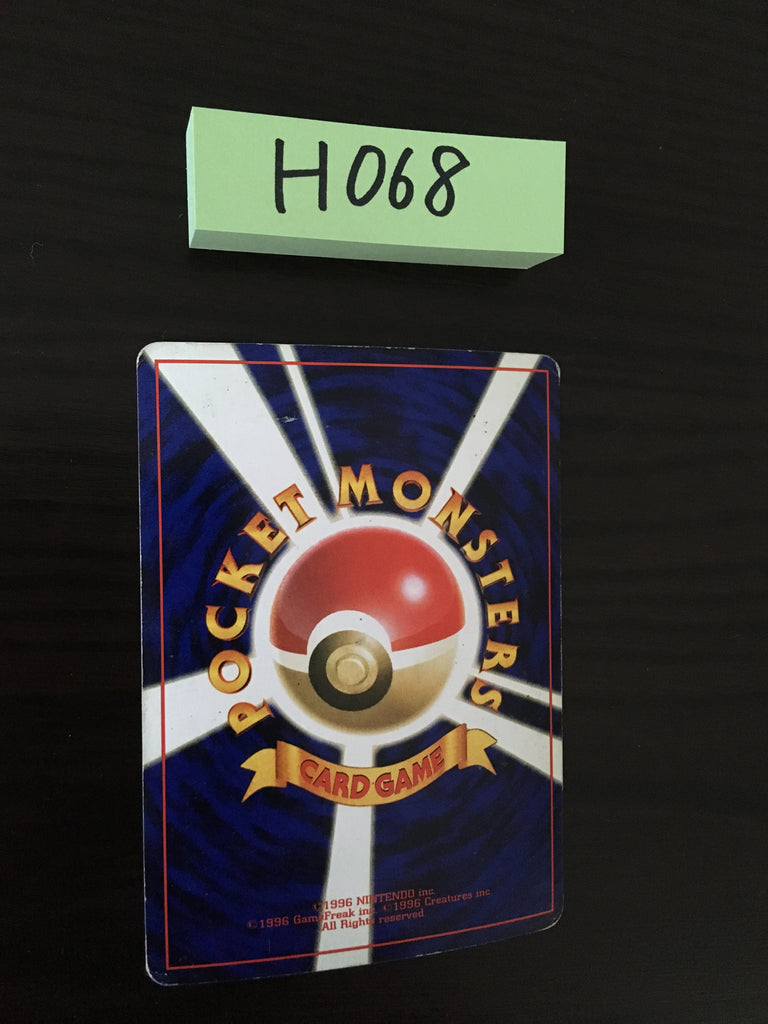 H068
POCKET MONSTERS
CARD GAME
©1996 NINTENDO inc.
©1996 GameFreak inc. ©1996 Creatures inc.
All Rights reserved